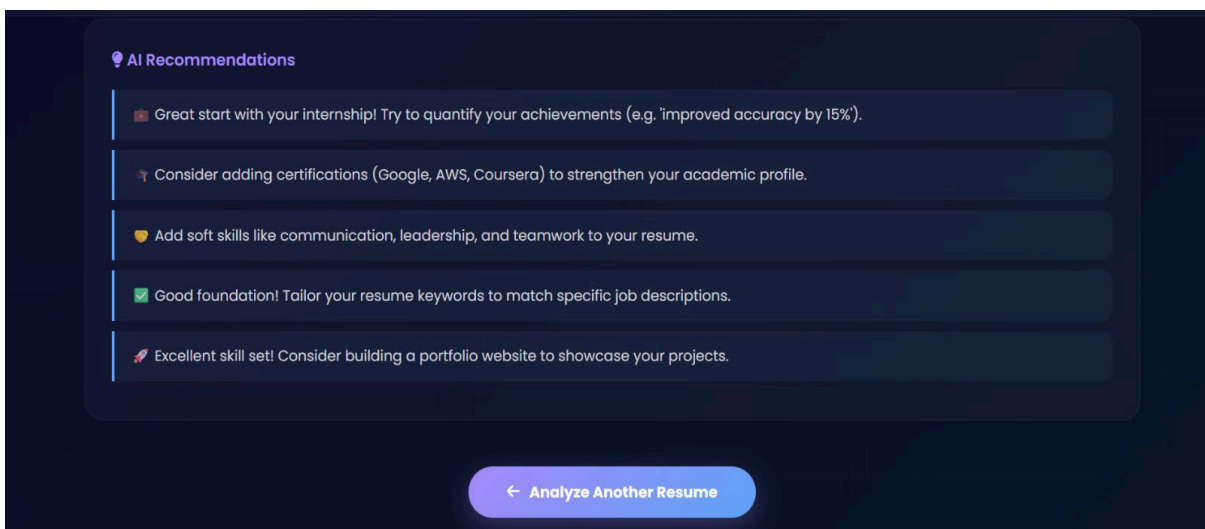 AI Recommendations
Great start with your internship! Try to quantify your achievements (e.g. 'improved accuracy by 15%').
Consider adding certifications (Google, AWS, Coursera) to strengthen your academic profile.
Add soft skills like communication, leadership, and teamwork to your resume.
Good foundation! Tailor your resume keywords to match specific job descriptions.
Excellent skill set! Consider building a portfolio website to showcase your projects.
← Analyze Another Resume